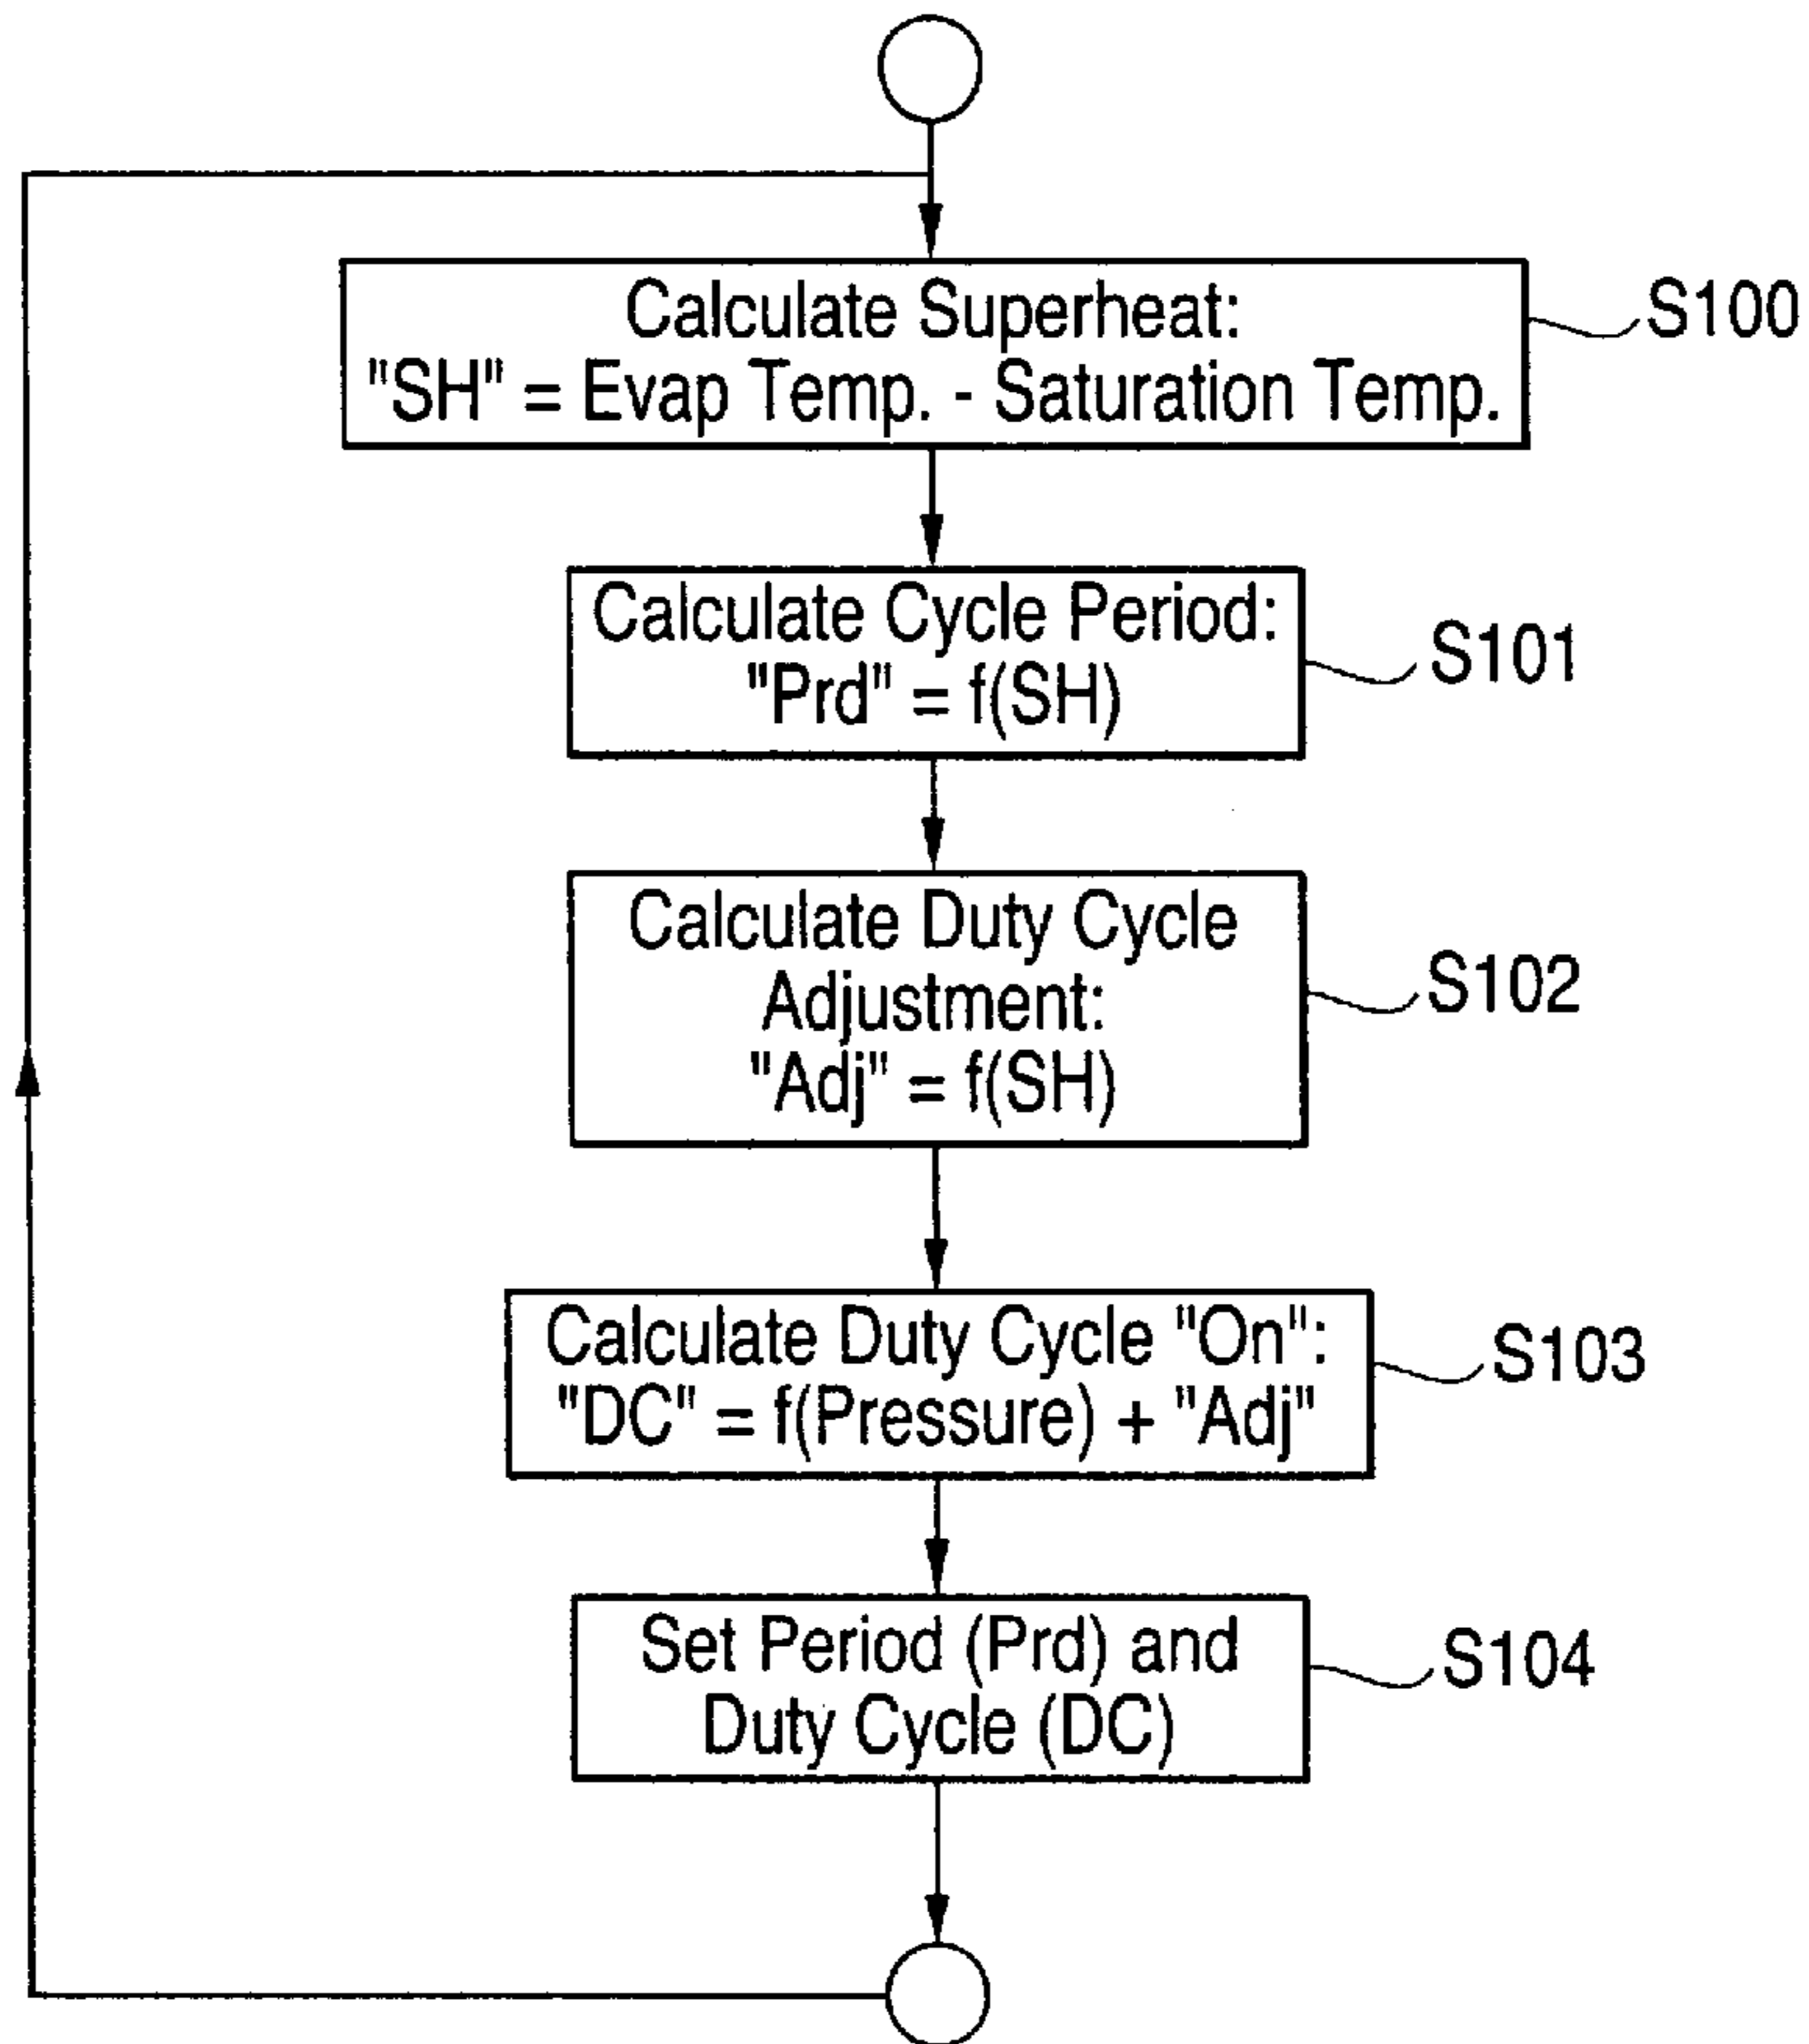 Calculate Superheat:
"SH" = Evap Temp. - Saturation Temp.
S100
Calculate Cycle Period:
"Prd" = f(SH)
S101
Calculate Duty Cycle
Adjustment:
"Adj" = f(SH)
S102
Calculate Duty Cycle "On":
"DC" = f(Pressure) + "Adj"
S103
Set Period (Prd) and
Duty Cycle (DC)
S104